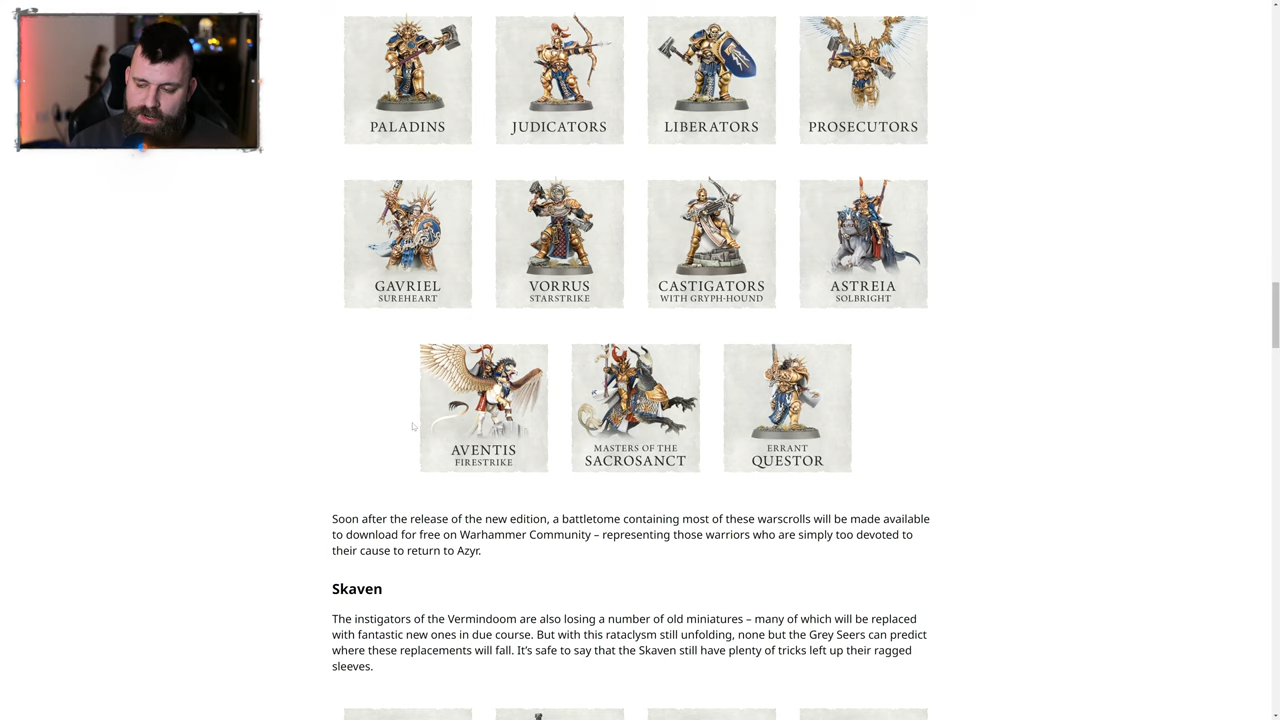 PALADINS
JUDICATORS
LIBERATORS
PROSECUTORS
GAVRIEL
SUREHEART
VORRUS
STARSTRIKE
CASTIGATORS
WITH GRYPH-HOUND
ASTREIA
SOLBRIGHT
AVENTIS
FIRESTRIKE
MASTERS OF THE
SACROSANCT
ERRANT
QUESTOR
Soon after the release of the new edition, a battletome containing most of these warscrolls will be made available
to download for free on Warhammer Community – representing those warriors who are simply too devoted to
their cause to return to Azyr.
Skaven
The instigators of the Vermindoom are also losing a number of old miniatures – many of which will be replaced
with fantastic new ones in due course. But with this rataclysm still unfolding, none but the Grey Seers can predict
where these replacements will fall. It’s safe to say that the Skaven still have plenty of tricks left up their ragged
sleeves.